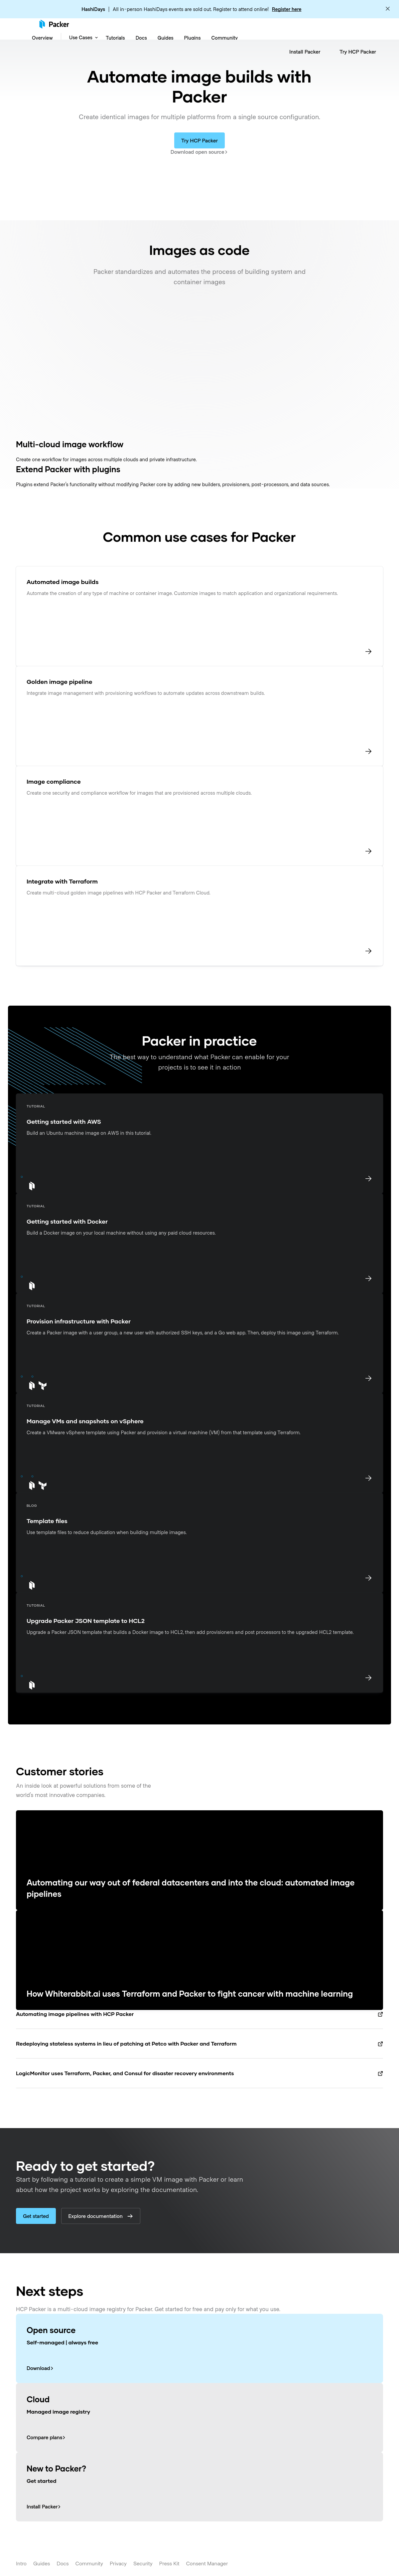 HashiDays | All in-person HashiDays events are sold out. Register to attend online! Register here
Packer
Overview Use Cases Tutorials Docs Guides Plugins Community
Install Packer Try HCP Packer
Automate image builds with
Packer
Create identical images for multiple platforms from a single source configuration.
Try HCP Packer
Download open source
Images as code
Packer standardizes and automates the process of building system and
container images
Multi-cloud image workflow
Create one workflow for images across multiple clouds and private infrastructure.
Extend Packer with plugins
Plugins extend Packer's functionality without modifying Packer core by adding new builders, provisioners, post-processors, and data sources.
Common use cases for Packer
Automated image builds
Automate the creation of any type of machine or container image. Customize images to match application and organizational requirements.
Golden image pipeline
Integrate image management with provisioning workflows to automate updates across downstream builds.
Image compliance
Create one security and compliance workflow for images that are provisioned across multiple clouds.
Integrate with Terraform
Create multi-cloud golden image pipelines with HCP Packer and Terraform Cloud.
Packer in practice
The best way to understand what Packer can enable for your
projects is to see it in action
TUTORIAL
Getting started with AWS
Build an Ubuntu machine image on AWS in this tutorial.
TUTORIAL
Getting started with Docker
Build a Docker image on your local machine without using any paid cloud resources.
TUTORIAL
Provision infrastructure with Packer
Create a Packer image with a user group, a new user with authorized SSH keys, and a Go web app. Then, deploy this image using Terraform.
TUTORIAL
Manage VMs and snapshots on vSphere
Create a VMware vSphere template using Packer and provision a virtual machine (VM) from that template using Terraform.
BLOG
Template files
Use template files to reduce duplication when building multiple images.
TUTORIAL
Upgrade Packer JSON template to HCL2
Upgrade a Packer JSON template that builds a Docker image to HCL2, then add provisioners and post processors to the upgraded HCL2 template.
Customer stories
An inside look at powerful solutions from some of the
world's most innovative companies.
Automating our way out of federal datacenters and into the cloud: automated image
pipelines
How Whiterabbit.ai uses Terraform and Packer to fight cancer with machine learning
Automating image pipelines with HCP Packer
Redeploying stateless systems in lieu of patching at Petco with Packer and Terraform
LogicMonitor uses Terraform, Packer, and Consul for disaster recovery environments
Ready to get started?
Start by following a tutorial to create a simple VM image with Packer or learn
about how the project works by exploring the documentation.
Get started Explore documentation
Next steps
HCP Packer is a multi-cloud image registry for Packer. Get started for free and pay only for what you use.
Open source
Self-managed | always free
Download
Cloud
Managed image registry
Compare plans
New to Packer?
Get started
Install Packer
Intro Guides Docs Community Privacy Security Press Kit Consent Manager